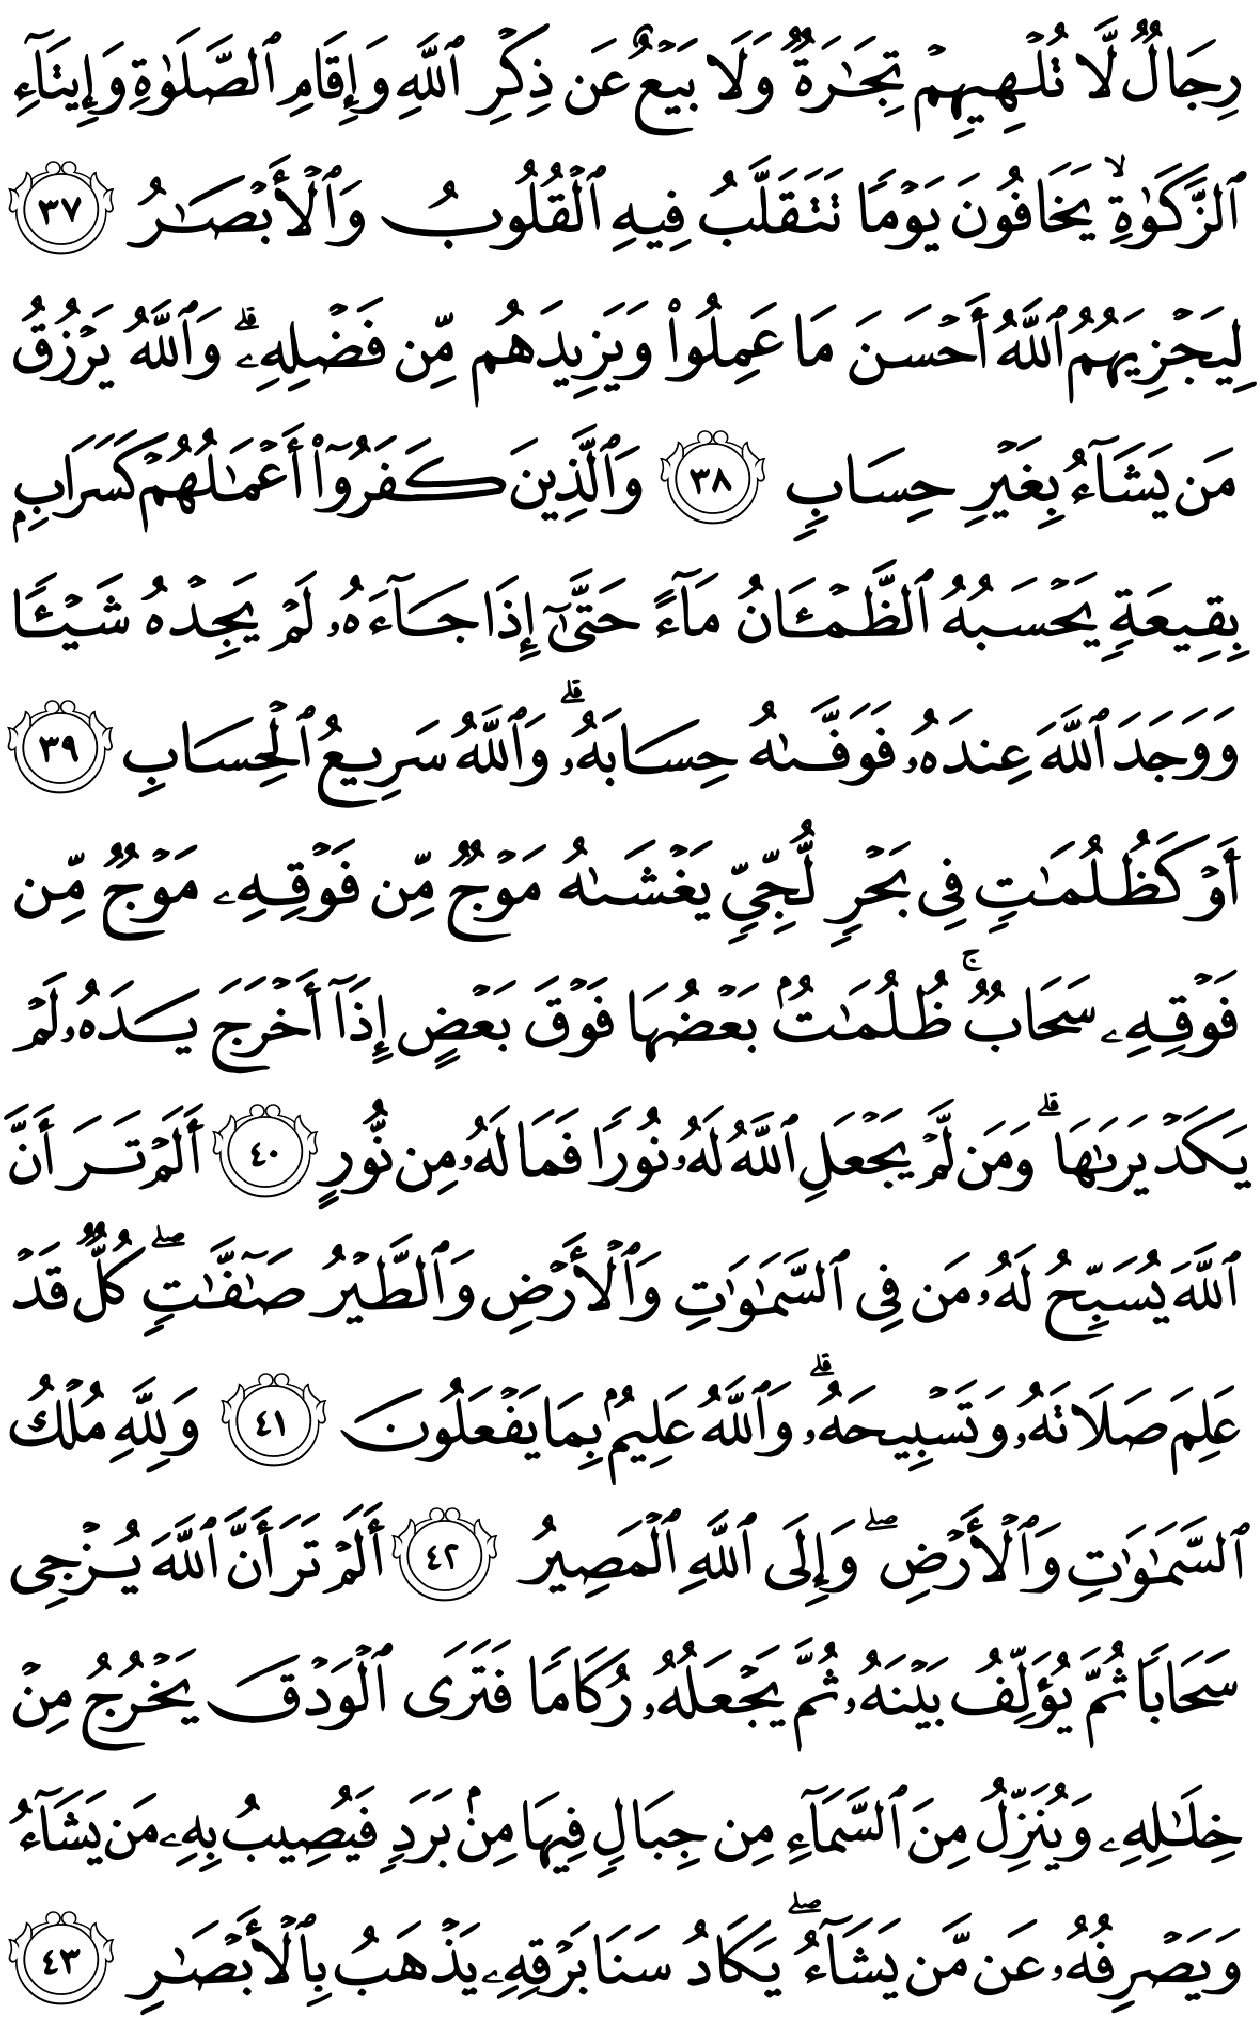 رِجَالٌ لَّا تُلْهِيهِمْ تِجَٰرَةٌ وَلَا بَيْعٌ عَن ذِكْرِ ٱللَّهِ وَإِقَامِ ٱلصَّلَوٰةِ وَإِيتَآءِ
ٱلزَّكَوٰةِ ۙ يَخَافُونَ يَوْمًا تَتَقَلَّبُ فِيهِ ٱلْقُلُوبُ وَٱلْأَبْصَٰرُ ٣٧
لِيَجْزِيَهُمُ ٱللَّهُ أَحْسَنَ مَا عَمِلُوا۟ وَيَزِيدَهُم مِّن فَضْلِهِۦ ۗ وَٱللَّهُ يَرْزُقُ
مَن يَشَآءُ بِغَيْرِ حِسَابٍ ٣٨ وَٱلَّذِينَ كَفَرُوٓا۟ أَعْمَٰلُهُمْ كَسَرَابٍۭ
بِقِيعَةٍ يَحْسَبُهُ ٱلظَّمْـَٔانُ مَآءً حَتَّىٰٓ إِذَا جَآءَهُۥ لَمْ يَجِدْهُ شَيْـًٔا
وَوَجَدَ ٱللَّهَ عِندَهُۥ فَوَفَّىٰهُ حِسَابَهُۥ ۗ وَٱللَّهُ سَرِيعُ ٱلْحِسَابِ ٣٩
أَوْ كَظُلُمَٰتٍ فِى بَحْرٍ لُّجِّىٍّ يَغْشَىٰهُ مَوْجٌ مِّن فَوْقِهِۦ مَوْجٌ مِّن
فَوْقِهِۦ سَحَابٌ ۚ ظُلُمَٰتٌۢ بَعْضُهَا فَوْقَ بَعْضٍ إِذَآ أَخْرَجَ يَدَهُۥ لَمْ
يَكَدْ يَرَىٰهَا ۗ وَمَن لَّمْ يَجْعَلِ ٱللَّهُ لَهُۥ نُورًا فَمَا لَهُۥ مِن نُّورٍ ٤٠ أَلَمْ تَرَ أَنَّ
ٱللَّهَ يُسَبِّحُ لَهُۥ مَن فِى ٱلسَّمَٰوَٰتِ وَٱلْأَرْضِ وَٱلطَّيْرُ صَٰٓفَّٰتٍ ۖ كُلٌّ قَدْ
عَلِمَ صَلَاتَهُۥ وَتَسْبِيحَهُۥ ۗ وَٱللَّهُ عَلِيمٌۢ بِمَا يَفْعَلُونَ ٤١ وَلِلَّهِ مُلْكُ
ٱلسَّمَٰوَٰتِ وَٱلْأَرْضِ ۖ وَإِلَى ٱللَّهِ ٱلْمَصِيرُ ٤٢ أَلَمْ تَرَ أَنَّ ٱللَّهَ يُزْجِى
سَحَابًا ثُمَّ يُؤَلِّفُ بَيْنَهُۥ ثُمَّ يَجْعَلُهُۥ رُكَامًا فَتَرَى ٱلْوَدْقَ يَخْرُجُ مِنْ
خِلَٰلِهِۦ وَيُنَزِّلُ مِنَ ٱلسَّمَآءِ مِن جِبَالٍ فِيهَا مِنۢ بَرَدٍ فَيُصِيبُ بِهِۦ مَن يَشَآءُ
وَيَصْرِفُهُۥ عَن مَّن يَشَآءُ ۖ يَكَادُ سَنَا بَرْقِهِۦ يَذْهَبُ بِٱلْأَبْصَٰرِ ٤٣